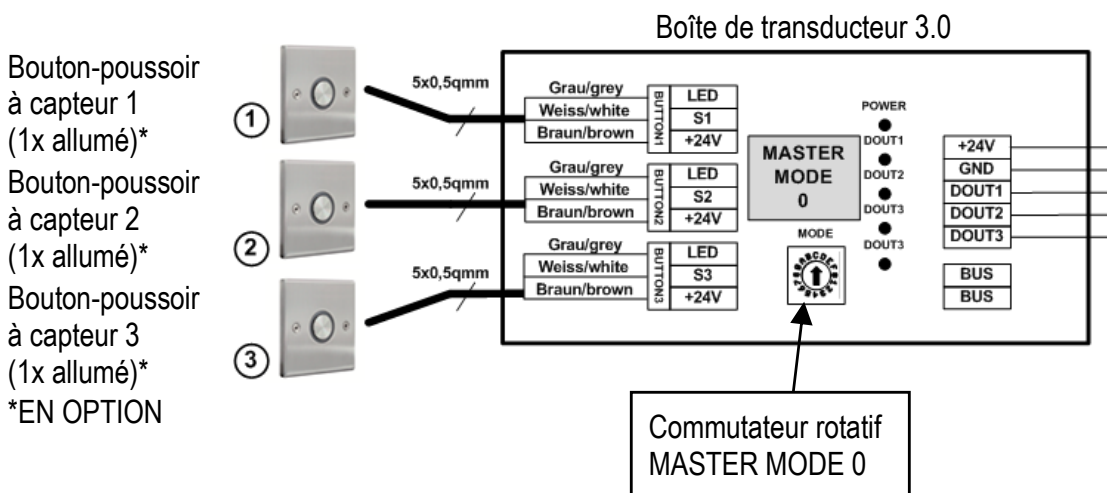 Boîte de transducteur 3.0
Bouton-poussoir
à capteur 1
(1x allumé)*
Bouton-poussoir
à capteur 2
(1x allumé)*
Bouton-poussoir
à capteur 3
(1x allumé)*
*EN OPTION
1
2
3
5x0,5qmm
5x0,5qmm
5x0,5qmm
Grau/grey
Weiss/white
Braun/brown
BUTTON1
LED
S1
+24V
Grau/grey
Weiss/white
Braun/brown
BUTTON2
LED
S2
+24V
Grau/grey
Weiss/white
Braun/brown
BUTTON3
LED
S3
+24V
MASTER
MODE
0
MODE
POWER
DOUT1
DOUT2
DOUT3
DOUT3
+24V
GND
DOUT1
DOUT2
DOUT3
BUS
BUS
Commutateur rotatif
MASTER MODE 0